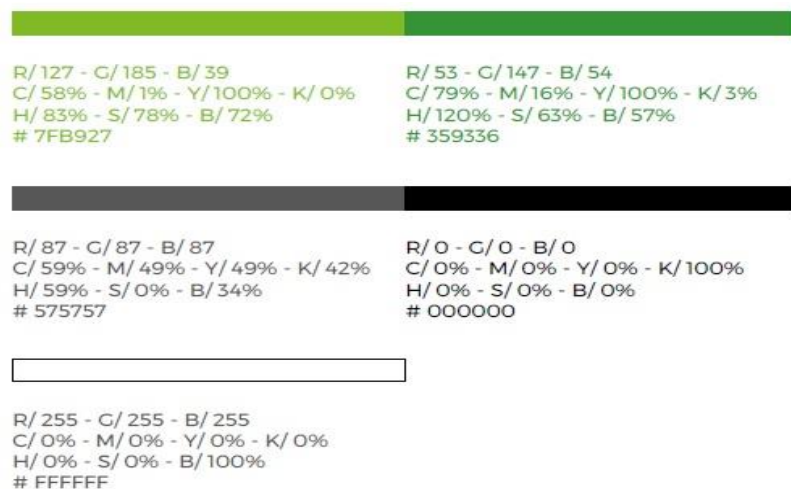 R/ 127 - G/ 185 - B/ 39
C/ 58% - M/ 1% - Y/ 100% - K/ 0%
H/ 83% - S/ 78% - B/ 72%
# 7FB927
R/ 53 - G/ 147 - B/ 54
C/ 79% - M/ 16% - Y/ 100% - K/ 3%
H/ 120% - S/ 63% - B/ 57%
# 359336
R/ 87 - G/ 87 - B/ 87
C/ 59% - M/ 49% - Y/ 49% - K/ 42%
H/ 59% - S/ 0% - B/ 34%
# 575757
R/ 0 - G/ 0 - B/ 0
C/ 0% - M/ 0% - Y/ 0% - K/ 100%
H/ 0% - S/ 0% - B/ 0%
# 000000
R/ 255 - G/ 255 - B/ 255
C/ 0% - M/ 0% - Y/ 0% - K/ 0%
H/ 0% - S/ 0% - B/ 100%
# FFFFFF